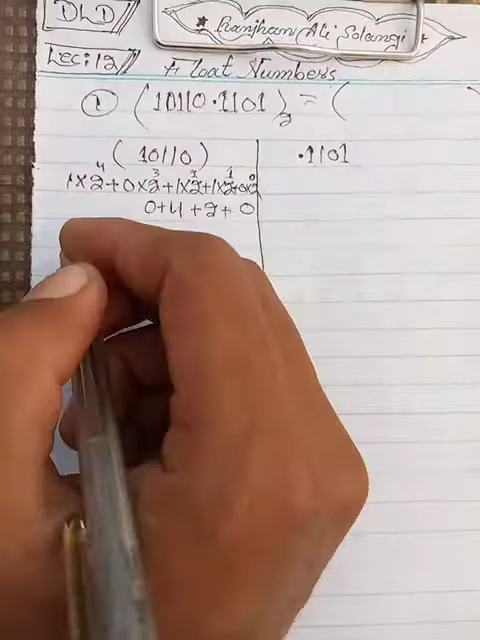 DLD
★ Ranjhan Ali Solangi
Lec:12
Float Numbers
① (10110.1101)₂ = (
(10110)
1×2⁴+0×2³+1×2²+1×2¹+0×2⁰
0+4+2+0
.1101